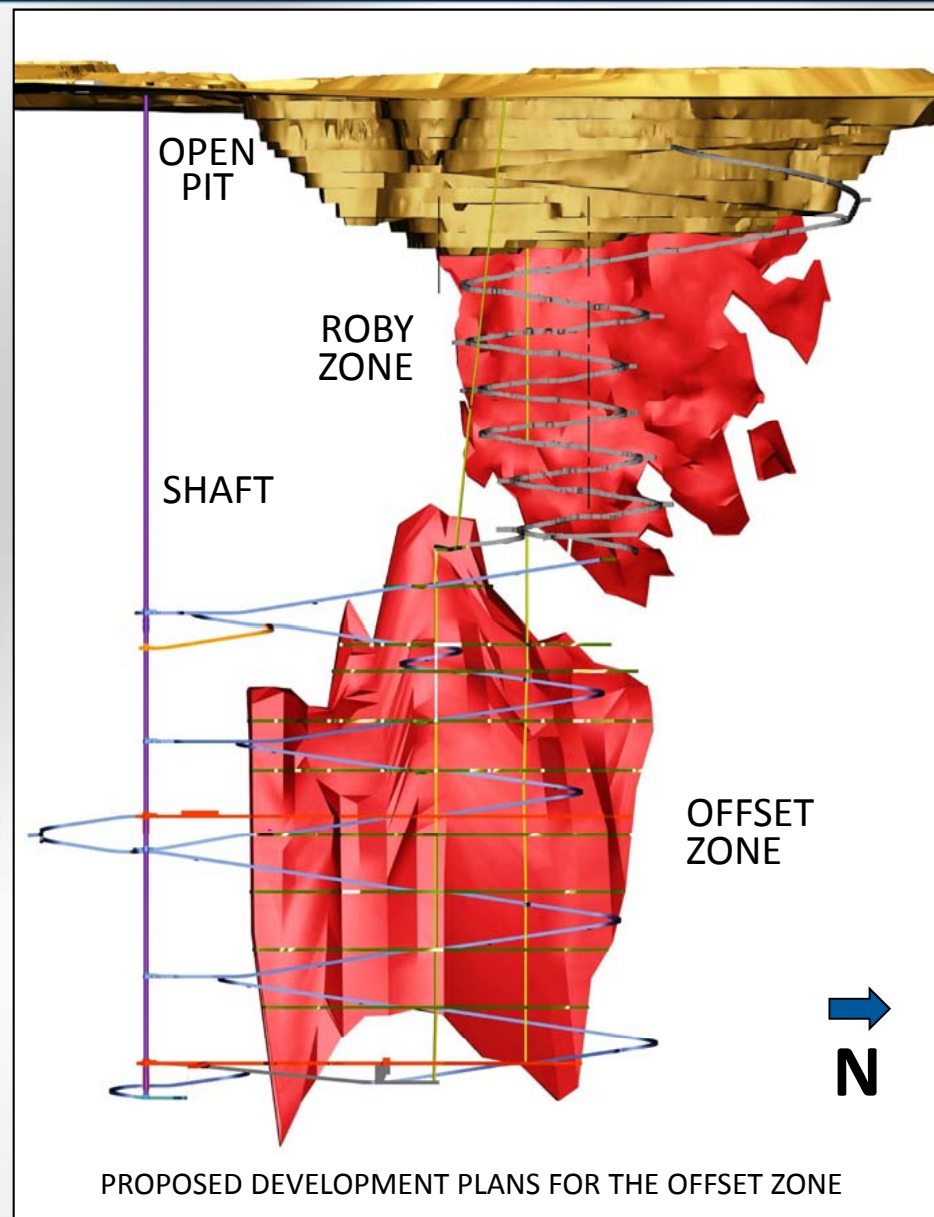 OPEN
PIT
ROBY
ZONE
SHAFT
OFFSET
ZONE
N
PROPOSED DEVELOPMENT PLANS FOR THE OFFSET ZONE